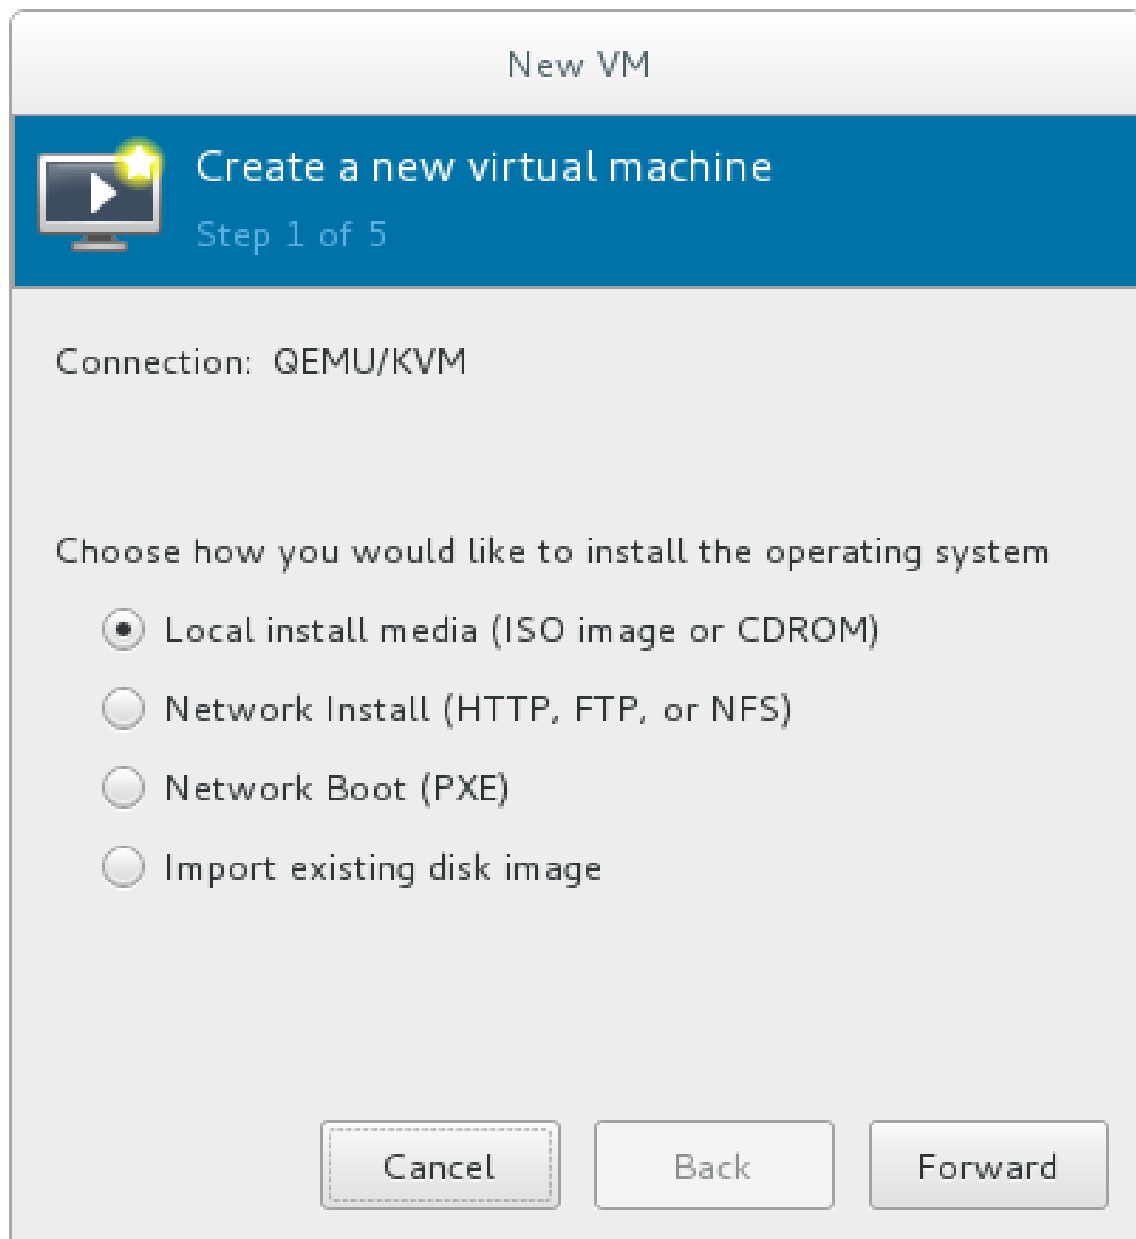 New VM
Create a new virtual machine
Step 1 of 5
Connection: QEMU/KVM
Choose how you would like to install the operating system
Local install media (ISO image or CDROM)
Network Install (HTTP, FTP, or NFS)
Network Boot (PXE)
Import existing disk image
Cancel Back Forward